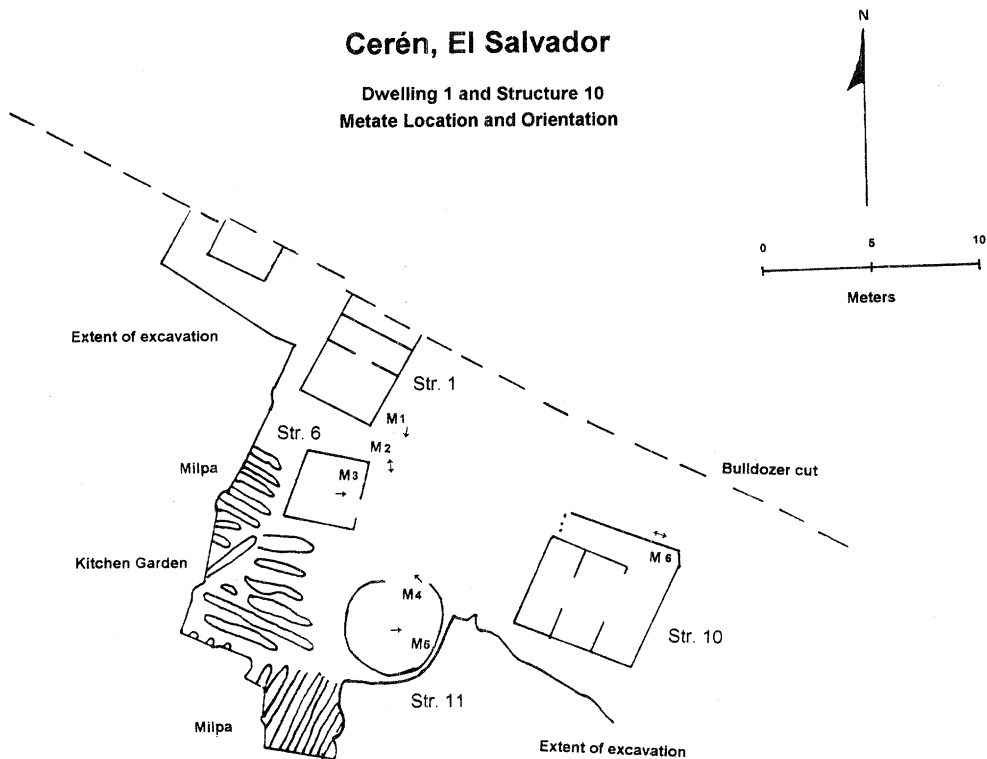 Cerén, El Salvador
Dwelling 1 and Structure 10
Metate Location and Orientation
N
0 5 10
Meters
Extent of excavation
Str. 1
M1
Str. 6
M2
Milpa
M3
Bulldozer cut
Kitchen Garden
M 6
M4
Str. 10
M5
Str. 11
Milpa
Extent of excavation